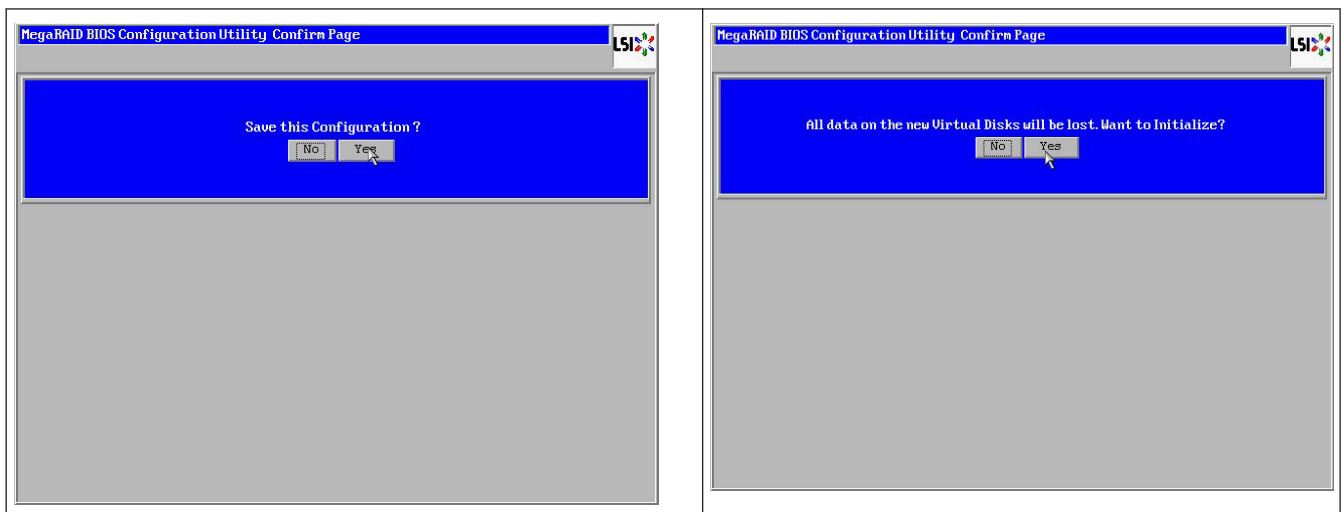 MegaRAID BIOS Configuration Utility Confirm Page
LSI
Save this Configuration ?
No Yes
MegaRAID BIOS Configuration Utility Confirm Page
LSI
All data on the new Virtual Disks will be lost. Want to Initialize?
No Yes